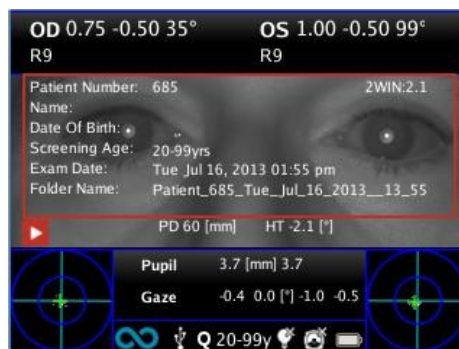 OD 0.75 -0.50 35° OS 1.00 -0.50 99°
R9 R9
Patient Number: 685 2WIN:2.1
Name:
Date Of Birth:
Screening Age: 20-99yrs
Exam Date: Tue Jul 16, 2013 01:55 pm
Folder Name: Patient_685_Tue_Jul_16_2013__13_55
PD 60 [mm] HT -2.1 [°]
Pupil 3.7 [mm] 3.7
Gaze -0.4 0.0 [°] -1.0 -0.5
Q 20-99y